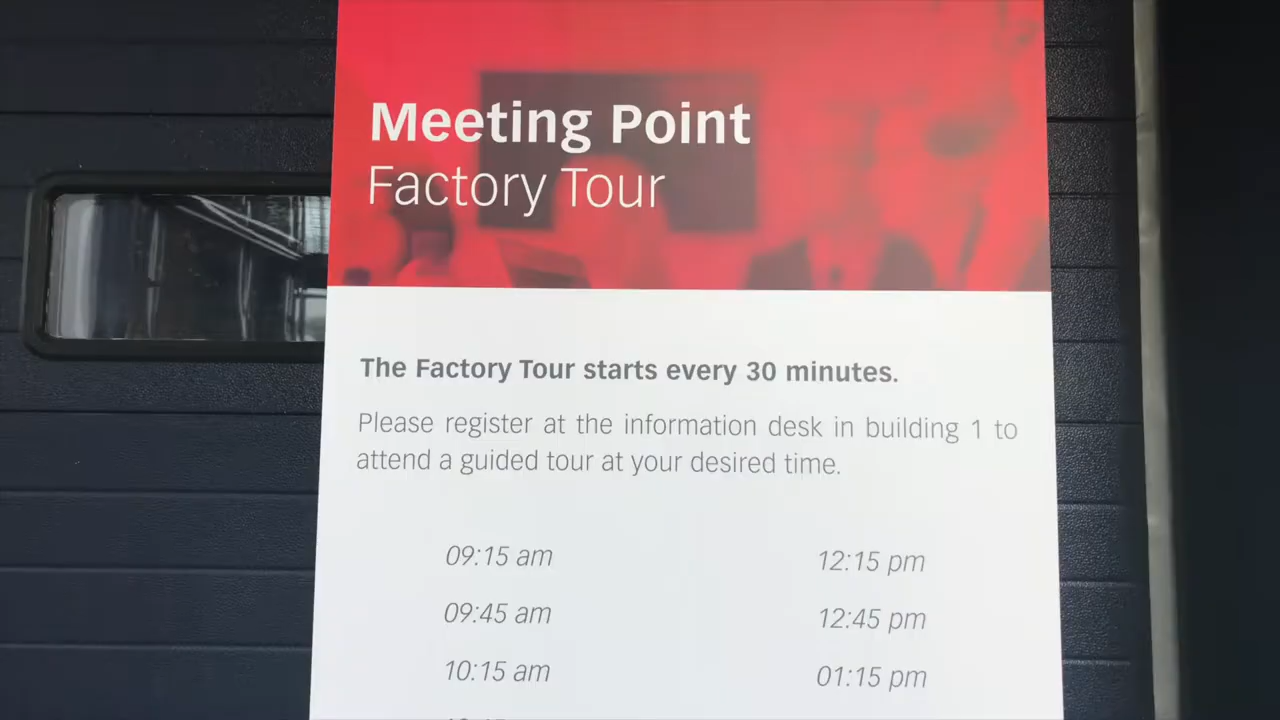 Meeting Point
Factory Tour
The Factory Tour starts every 30 minutes.
Please register at the information desk in building 1 to
attend a guided tour at your desired time.
09:15 am 12:15 pm
09:45 am 12:45 pm
10:15 am 01:15 pm